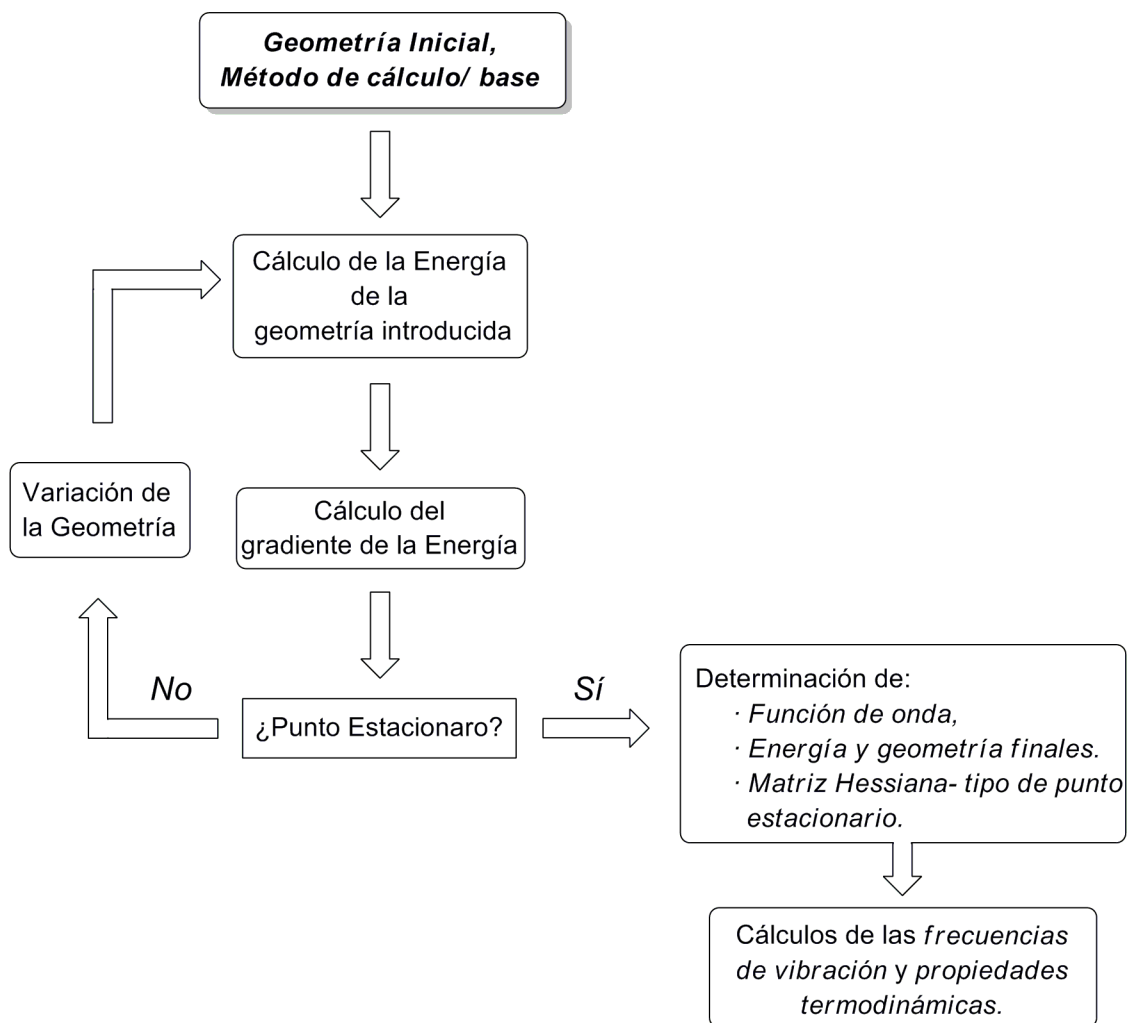 Geometría Inicial,
Método de cálculo/ base
Cálculo de la Energía
de la
geometría introducida
Variación de
la Geometría
Cálculo del
gradiente de la Energía
No
¿Punto Estacionaro?
Sí
Determinación de:
· Función de onda,
· Energía y geometría finales.
· Matriz Hessiana- tipo de punto
estacionario.
Cálculos de las frecuencias
de vibración y propiedades
termodinámicas.